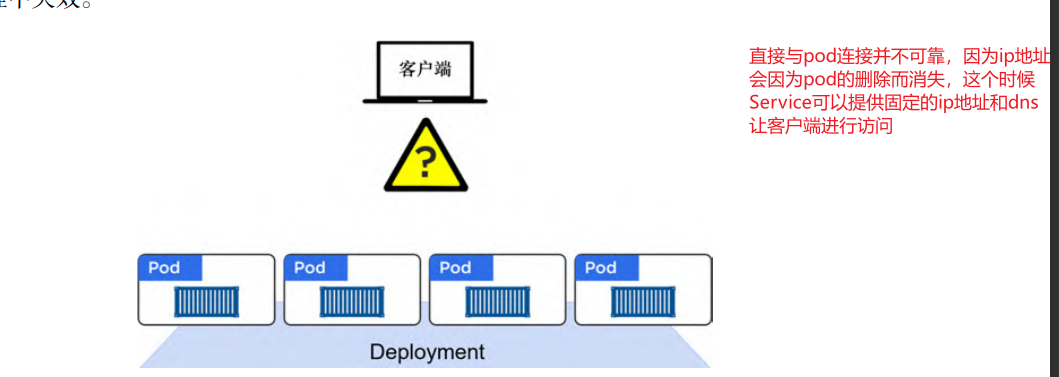 客户端
直接与pod连接并不可靠，因为ip地址
会因为pod的删除而消失，这个时候
Service可以提供固定的ip地址和dns
让客户端进行访问
?
Pod
Pod
Pod
Pod
Deployment